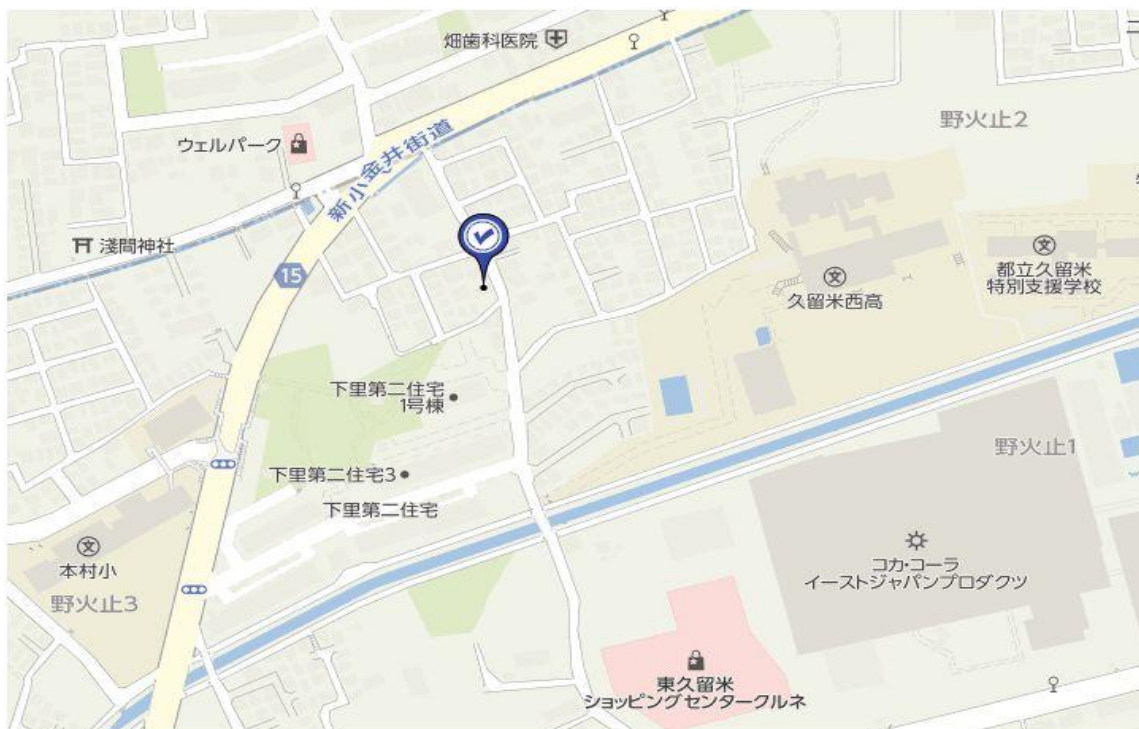 畑歯科医院
野火止2
ウェルパーク
新小金井街道
淺間神社
15
都立久留米
特別支援学校
久留米西高
下里第二住宅
1号棟
野火止1
下里第二住宅3
下里第二住宅
コカ・コーラ
イーストジャパンプロダクツ
本村小
野火止3
東久留米
ショッピングセンタークルネ